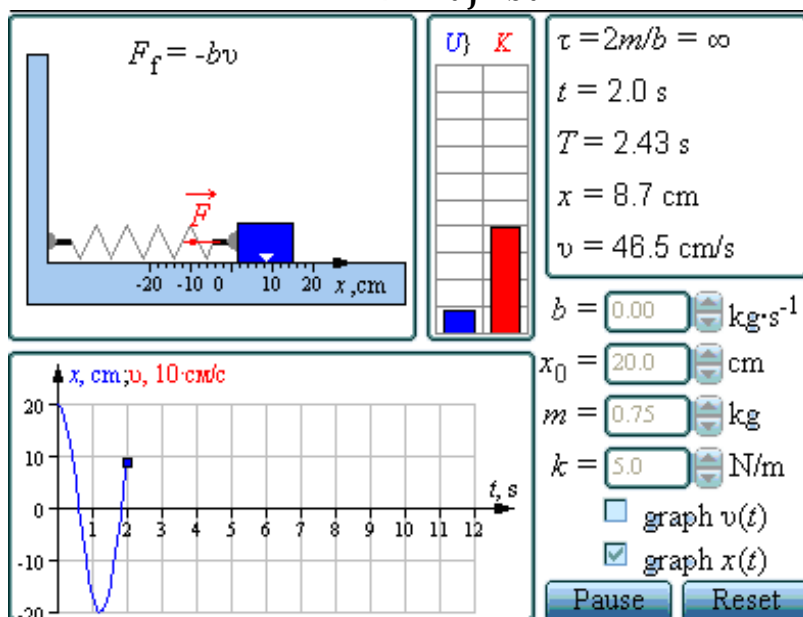 F_f = -bυ
F
-20 -10 0 10 20 x ,cm
U} K
τ =2m/b = ∞
t = 2.0 s
T = 2.43 s
x = 8.7 cm
υ = 46.5 cm/s
b = 0.00 kg·s⁻¹
x₀ = 20.0 cm
m = 0.75 kg
k = 5.0 N/m
graph υ(t)
graph x(t)
Pause Reset
x, cm;υ, 10·см/с
20
10
0
-10
-20
1 2 3 4 5 6 7 8 9 10 11 12
t, s